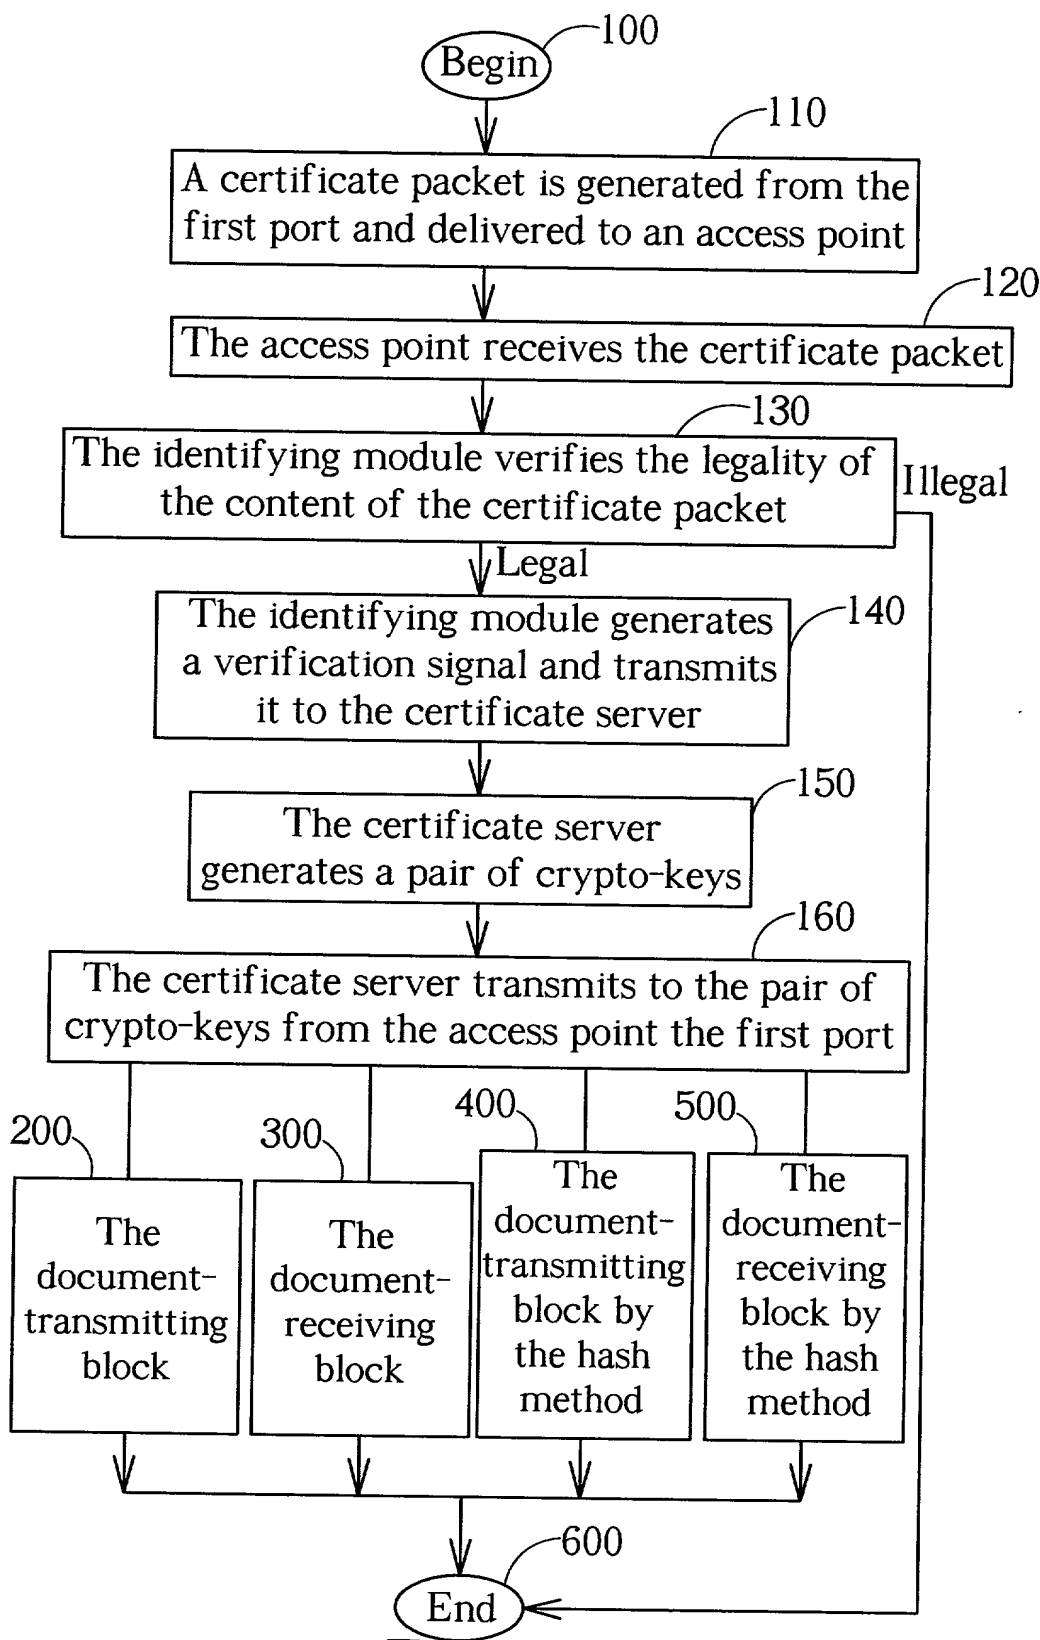 100
Begin
110
A certificate packet is generated from the
first port and delivered to an access point
120
The access point receives the certificate packet
130
The identifying module verifies the legality of
the content of the certificate packet
Illegal
Legal
The identifying module generates
a verification signal and transmits
it to the certificate server
140
150
The certificate server
generates a pair of crypto-keys
160
The certificate server transmits to the pair of
crypto-keys from the access point the first port
200
The
document-
transmitting
block
300
The
document-
receiving
block
400
The
document-
transmitting
block by
the hash
method
500
The
document-
receiving
block by
the hash
method
600
End